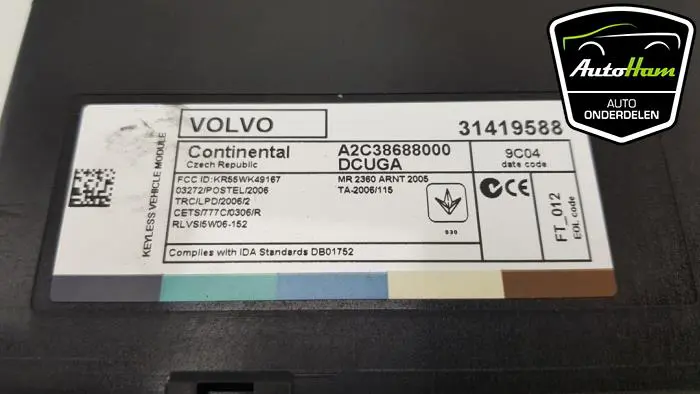 KEYLESS VEHICLE MODULE
VOLVO
31419588
Continental
Czech Republic
A2C38688000
DCUGA
9C04
date code
FCC ID:KR55WK49167
03272/POSTEL/2006
TRC/LPD/2006/2
CETS/777C/0306/R
RLVSI5W06-152
MR 2360 ARNT 2005
TA-2006/115
030
FT_012
EOL code
Complies with IDA Standards DB01752
AutoHam
AUTO
ONDERDELEN